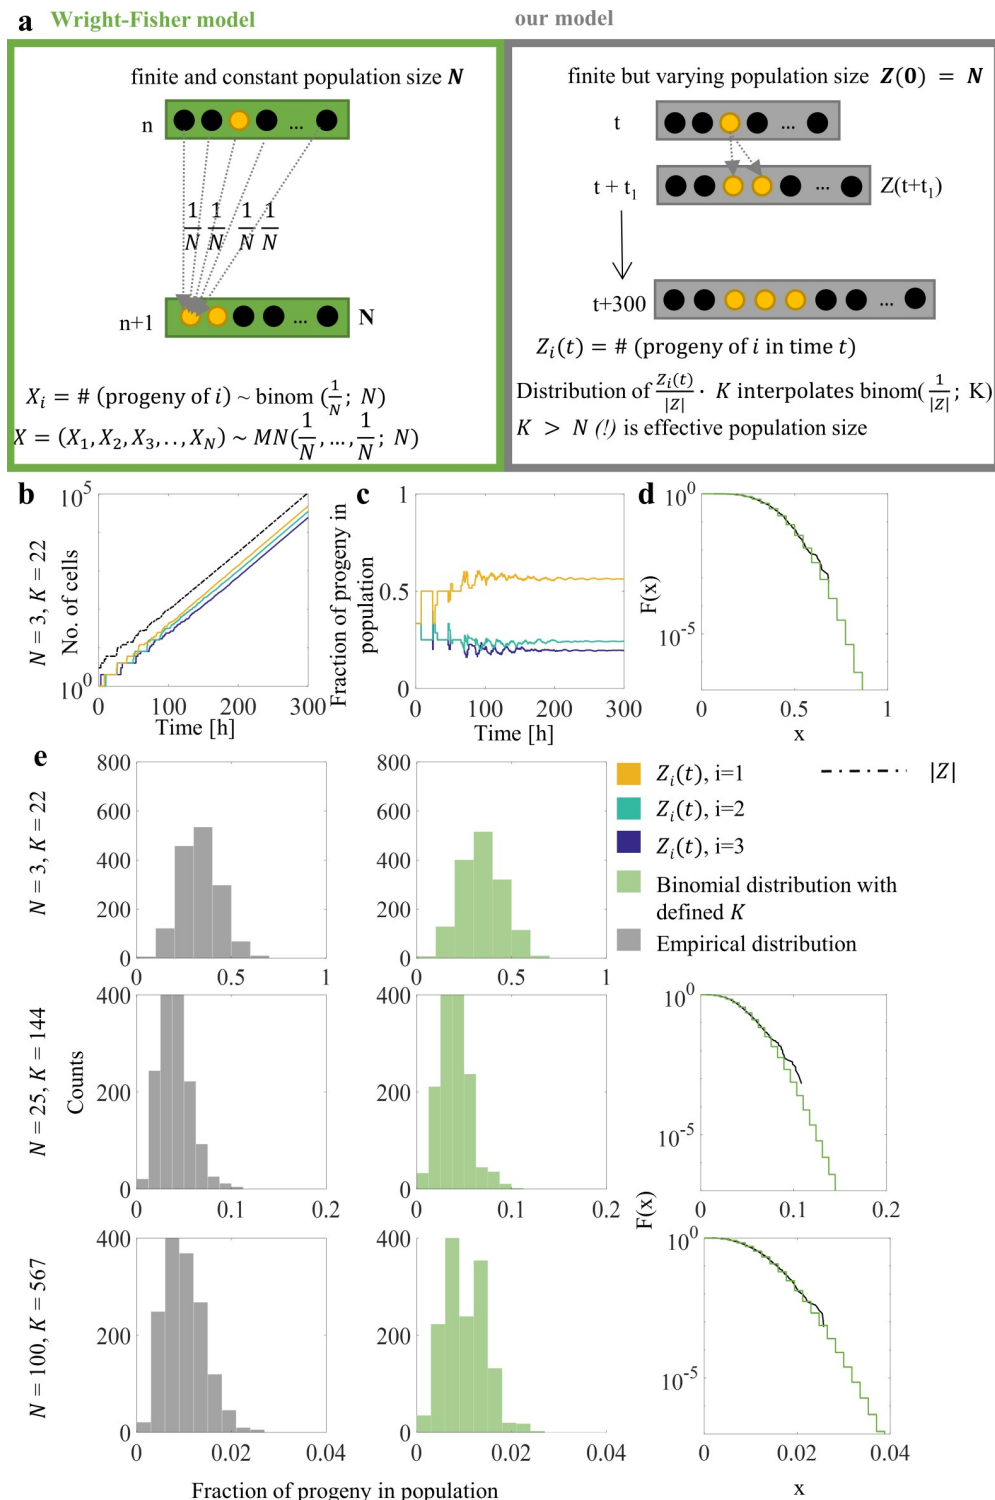 a Wright-Fisher model
our model
finite and constant population size N
n
...
1/N 1/N 1/N 1/N
n+1
...
N
X_i = # (progeny of i) ~ binom (1/N; N)
X = (X_1, X_2, X_3, . ., X_N) ~ MN(1/N, ..., 1/N; N)
finite but varying population size Z(0) = N
t
...
t + t_1
...
Z(t+t_1)
t+300
...
Z_i(t) = # (progeny of i in time t)
Distribution of Z_i(t)/|Z| · K interpolates binom(1/|Z|; K)
K > N (!) is effective population size
b
N = 3, K = 22
No. of cells
10^5
10^0
0 100 200 300
Time [h]
c
Fraction of progeny in
population
1
0.5
0
0 100 200 300
Time [h]
d
F(x)
10^0
10^-5
0 0.5 1
x
e
N = 3, K = 22
800
600
400
200
0
0 0.5 1
800
600
400
200
0
0 0.5 1
Z_i(t), i=1
Z_i(t), i=2
Z_i(t), i=3
Binomial distribution with
defined K
Empirical distribution
|Z|
N = 25, K = 144
Counts
400
200
0
0 0.1 0.2
400
200
0
0 0.1 0.2
10^0
10^-5
0 0.1 0.2
F(x)
N = 100, K = 567
400
200
0
0 0.02 0.04
400
200
0
0 0.02 0.04
10^0
10^-5
0 0.02 0.04
Fraction of progeny in population
x